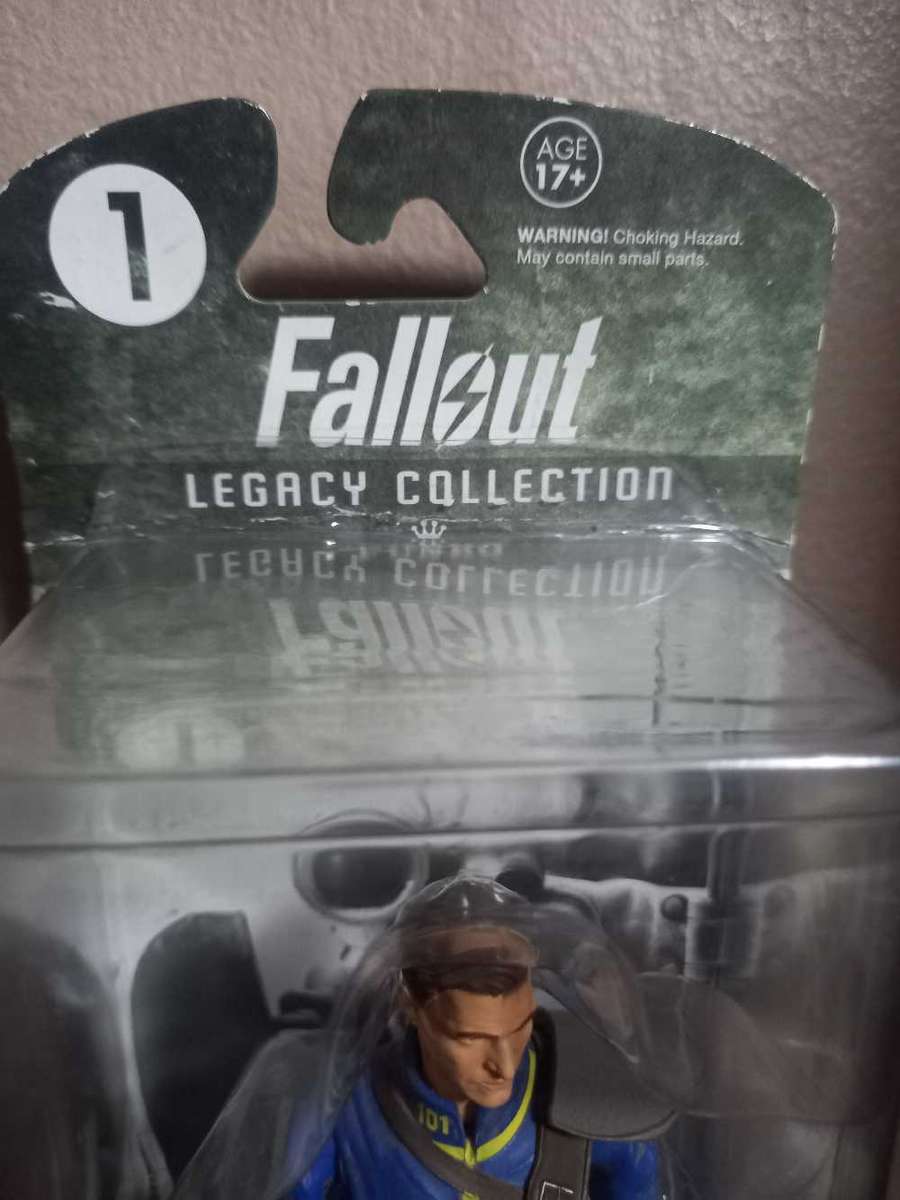 1
AGE
17+
WARNING! Choking Hazard.
May contain small parts.
Fallout
LEGACY COLLECTION
101